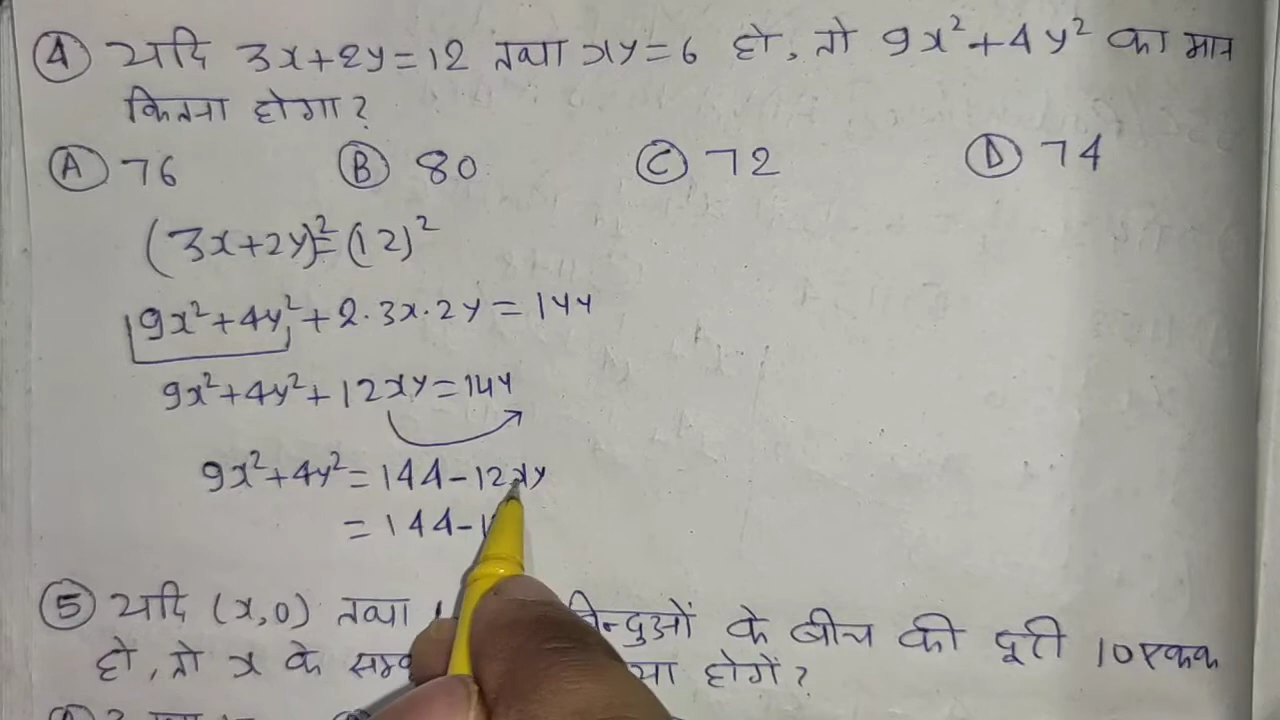 ④ यदि 3x+2y=12 तथा xy=6 हो, तो 9x²+4y² का मान
कितना होगा?
Ⓐ 76 Ⓑ 80 Ⓒ 72 Ⓓ 74
(3x+2y)²=(12)²
9x²+4y²+2·3x·2y=144
9x²+4y²+12xy=144
9x²+4y²=144-12xy
=144-1
⑤ यदि (x,0) तथा बिन्दुओं के बीच की दूरी 10 एकक
हो, तो x के होगें?
Ⓐ